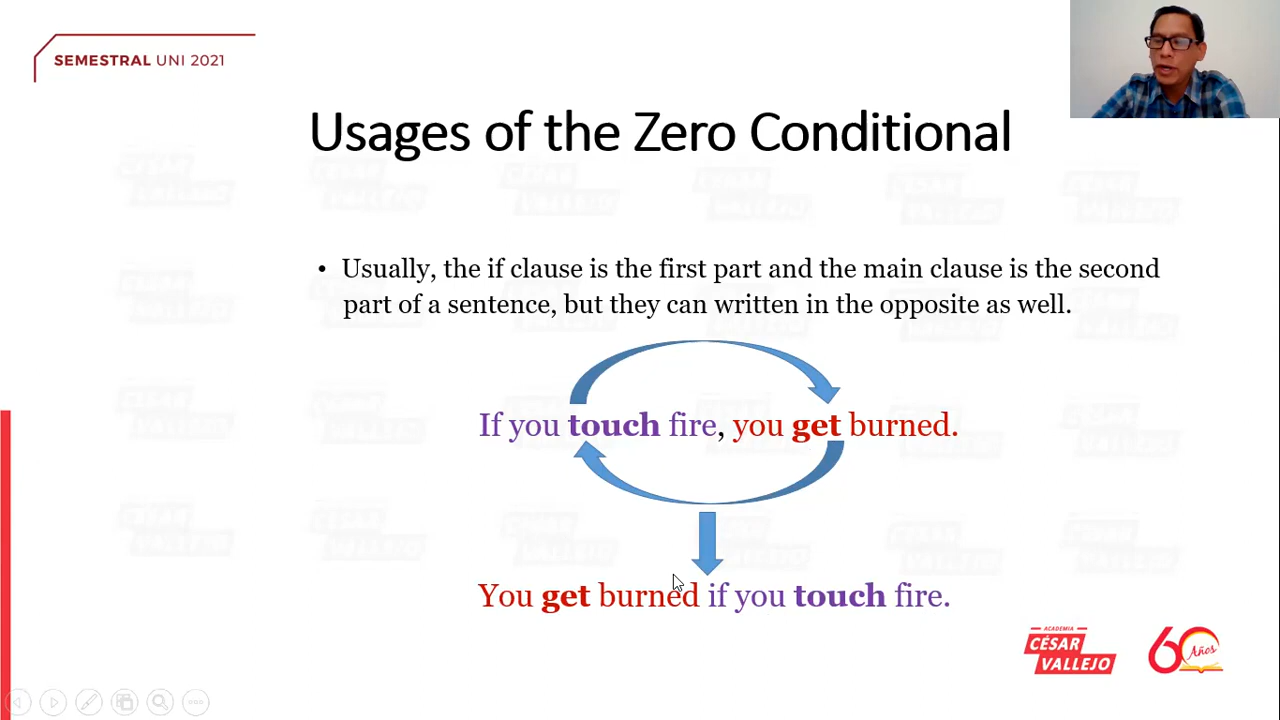 SEMESTRAL UNI 2021
Usages of the Zero Conditional
• Usually, the if clause is the first part and the main clause is the second
part of a sentence, but they can written in the opposite as well.
If you touch fire, you get burned.
You get burned if you touch fire.
ACADEMIA
CÉSAR
VALLEJO
60
Años